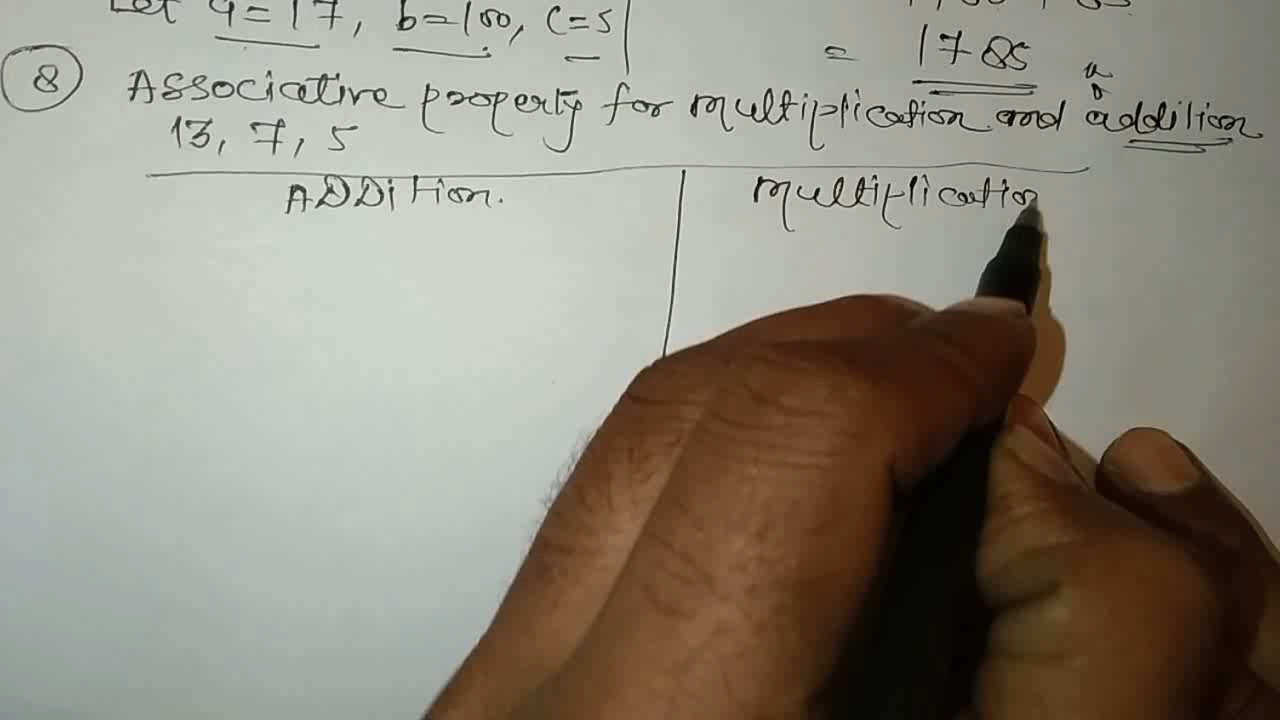 Let a=17, b=100, c=5
= 1785
8 Associative property for multiplication and addition
13, 7, 5
ADDition.
multiplication